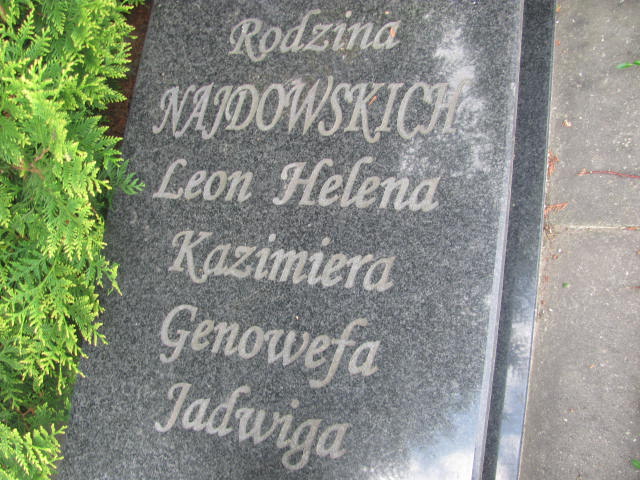 Rodzina
NAJDOWSKICH
Leon Helena
Kazimiera
Genowefa
Jadwiga